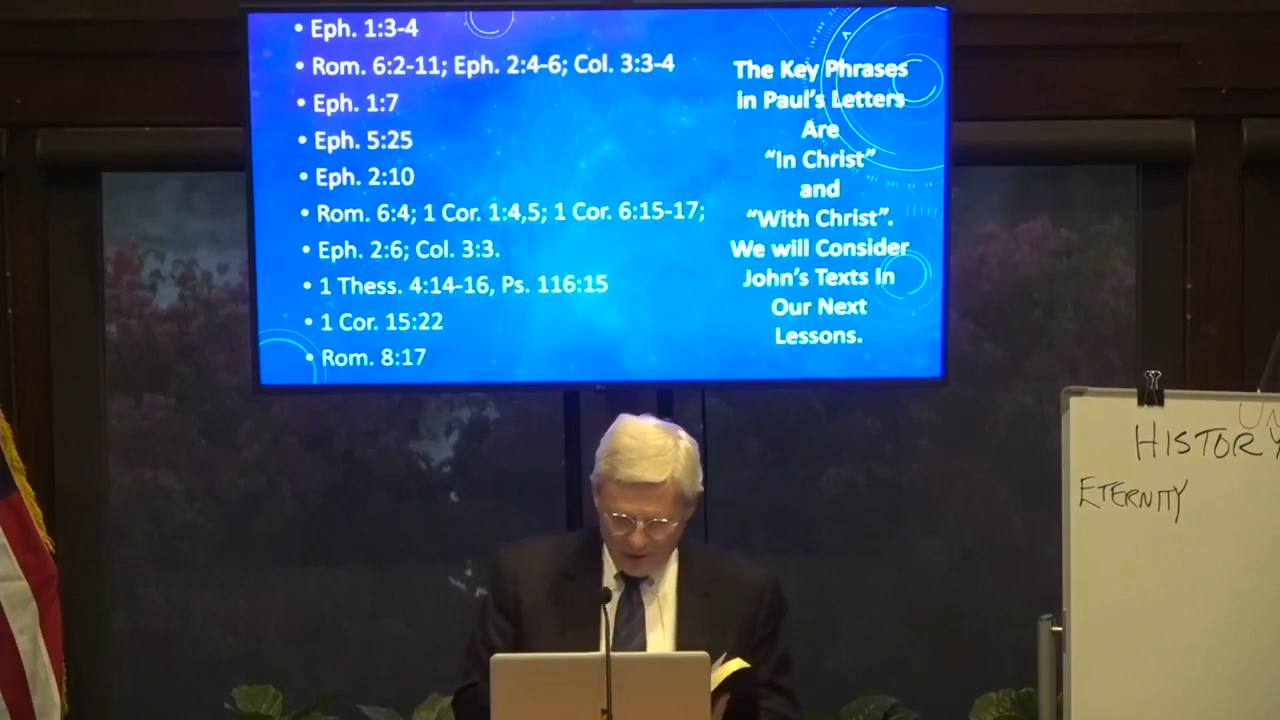 • Eph. 1:3-4
• Rom. 6:2-11; Eph. 2:4-6; Col. 3:3-4
• Eph. 1:7
• Eph. 5:25
• Eph. 2:10
• Rom. 6:4; 1 Cor. 1:4,5; 1 Cor. 6:15-17;
• Eph. 2:6; Col. 3:3.
• 1 Thess. 4:14-16, Ps. 116:15
• 1 Cor. 15:22
• Rom. 8:17
The Key Phrases
in Paul's Letters
Are
“In Christ”
and
“With Christ”.
We will Consider
John's Texts In
Our Next
Lessons.
HISTORY
ETERNITY